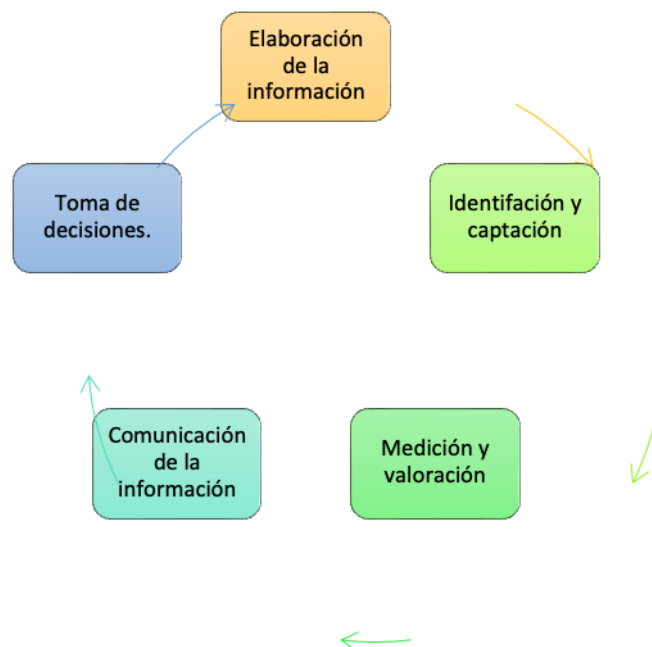 Elaboración
de la
información
Identifación y
captación
Medición y
valoración
Comunicación
de la
información
Toma de
decisiones.